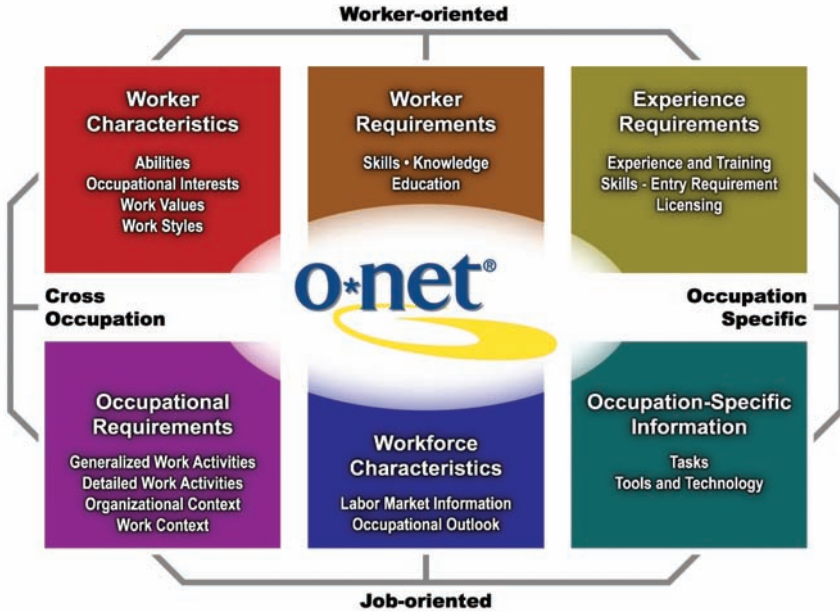 Worker-oriented
Worker
Characteristics
Abilities
Occupational Interests
Work Values
Work Styles
Worker
Requirements
Skills • Knowledge
Education
Experience
Requirements
Experience and Training
Skills - Entry Requirement
Licensing
Cross
Occupation
o*net®
Occupation
Specific
Occupational
Requirements
Generalized Work Activities
Detailed Work Activities
Organizational Context
Work Context
Workforce
Characteristics
Labor Market Information
Occupational Outlook
Occupation-Specific
Information
Tasks
Tools and Technology
Job-oriented